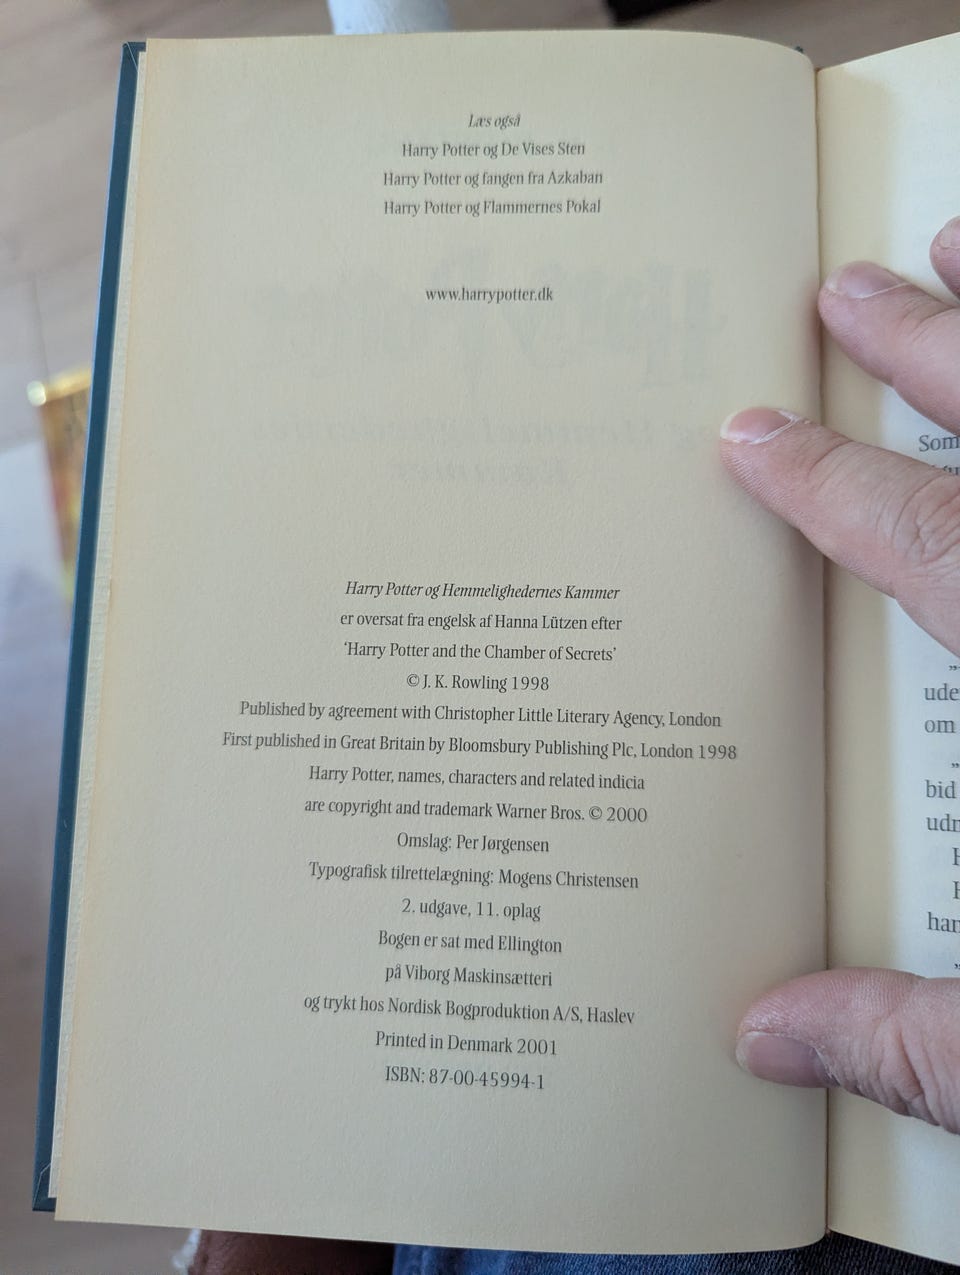 Læs også
Harry Potter og De Vises Sten
Harry Potter og fangen fra Azkaban
Harry Potter og Flammernes Pokal
www.harrypotter.dk
Harry Potter og Hemmelighedernes Kammer
er oversat fra engelsk af Hanna Lützen efter
‘Harry Potter and the Chamber of Secrets’
© J. K. Rowling 1998
Published by agreement with Christopher Little Literary Agency, London
First published in Great Britain by Bloomsbury Publishing Plc, London 1998
Harry Potter, names, characters and related indicia
are copyright and trademark Warner Bros. © 2000
Omslag: Per Jørgensen
Typografisk tilrettelægning: Mogens Christensen
2. udgave, 11. oplag
Bogen er sat med Ellington
på Viborg Maskinsætteri
og trykt hos Nordisk Bogproduktion A/S, Haslev
Printed in Denmark 2001
ISBN: 87-00-45994-1
om
bid